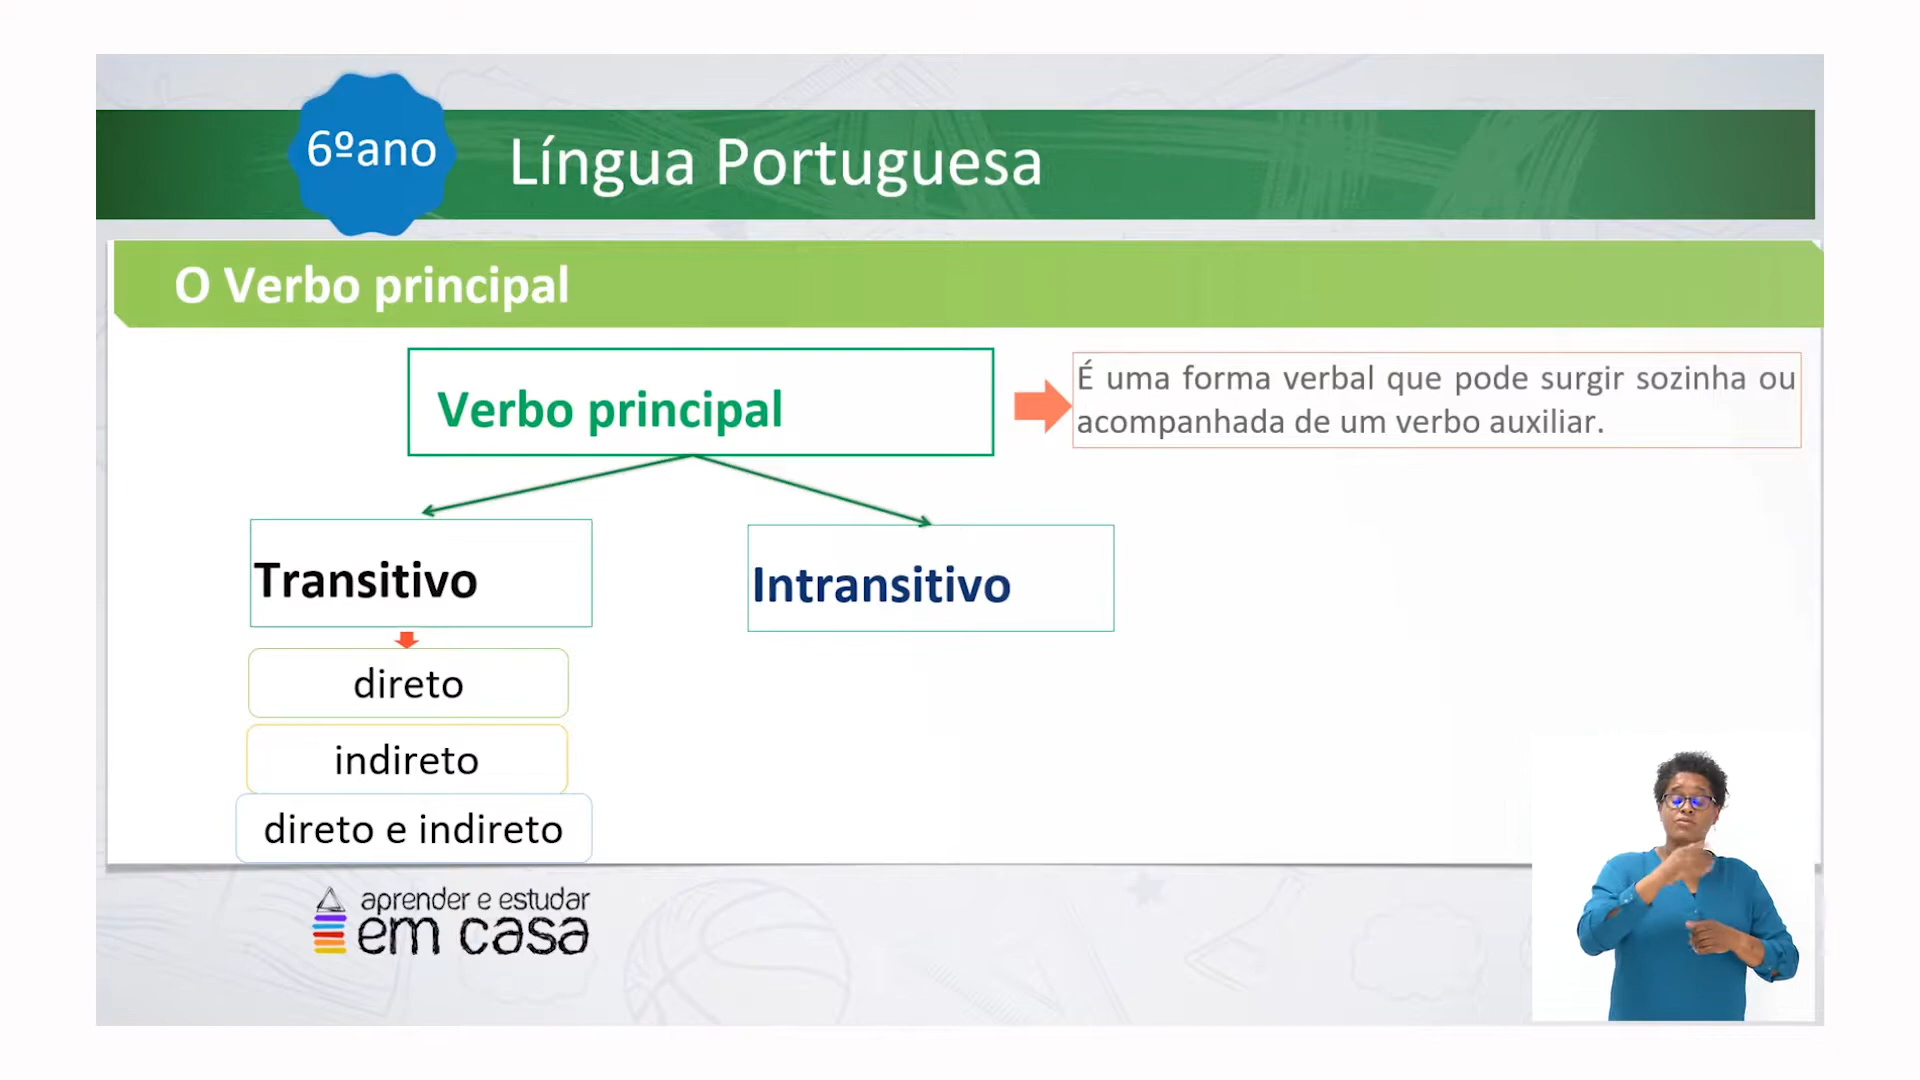 6ºano
Língua Portuguesa
O Verbo principal
Verbo principal
É uma forma verbal que pode surgir sozinha ou
acompanhada de um verbo auxiliar.
Transitivo
Intransitivo
direto
indireto
direto e indireto
aprender e estudar
em casa